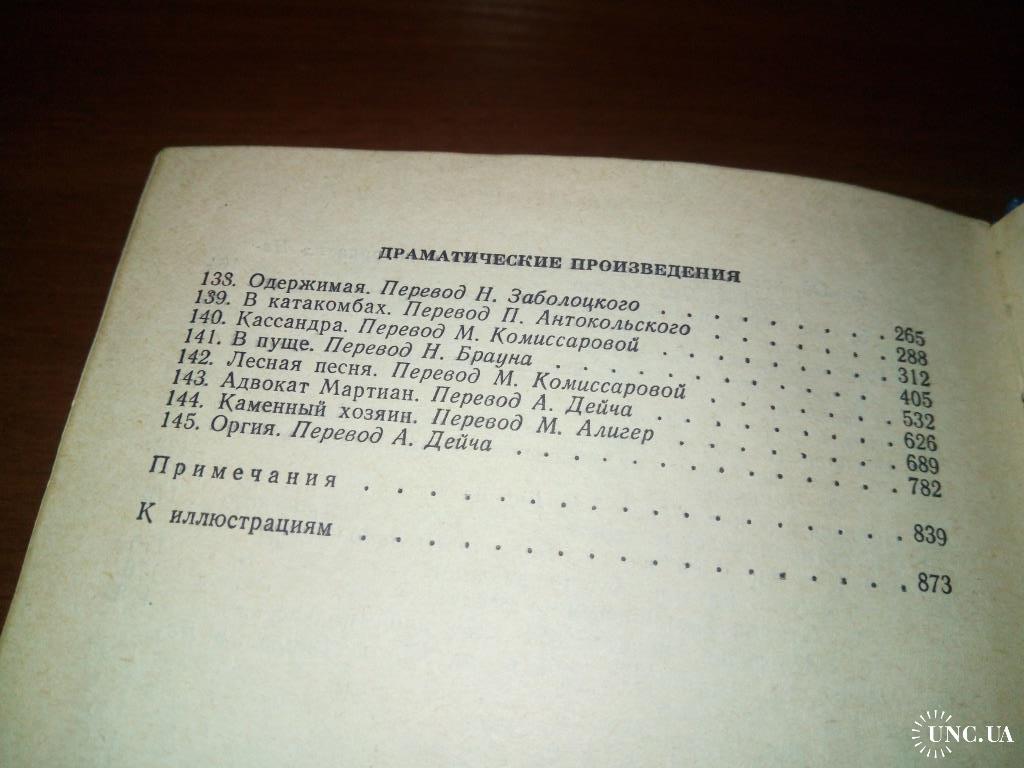 ДРАМАТИЧЕСКИЕ ПРОИЗВЕДЕНИЯ
138. Одержимая. Перевод Н. Заболоцкого . . . . . . . . 265
139. В катакомбах. Перевод П. Антокольского . . . . . . . 288
140. Кассандра. Перевод М. Комиссаровой . . . . . . . . 312
141. В пуще. Перевод Н. Брауна . . . . . . . . . . . 405
142. Лесная песня. Перевод М. Комиссаровой . . . . . . . 532
143. Адвокат Мартиан. Перевод А. Дейча . . . . . . . . 626
144. Каменный хозяин. Перевод М. Алигер . . . . . . . . 689
145. Оргия. Перевод А. Дейча . . . . . . . . . . . . 782
Примечания . . . . . . . . . . . . . . . . 839
К иллюстрациям . . . . . . . . . . . . . . . . 873
UNC.UA